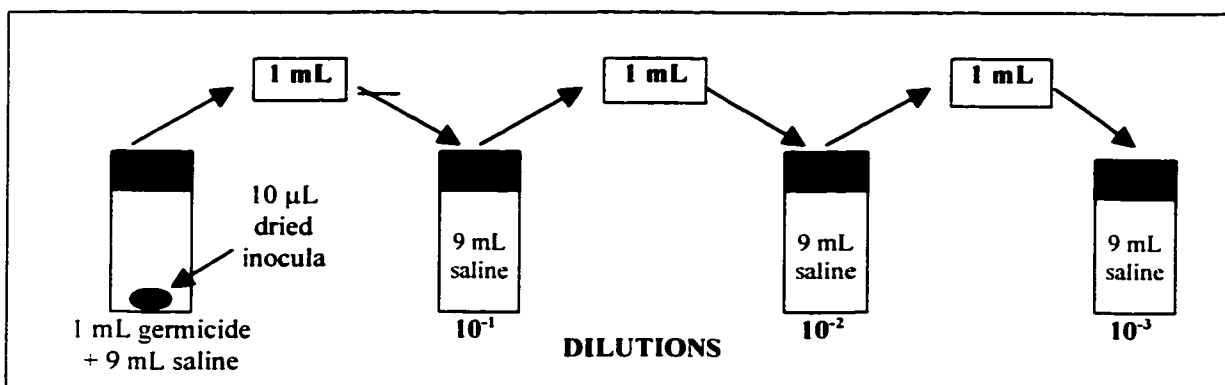 1 mL
1 mL
1 mL
10 µL
dried
inocula
9 mL
saline
9 mL
saline
9 mL
saline
1 mL germicide
+ 9 mL saline
10⁻¹
10⁻²
10⁻³
DILUTIONS